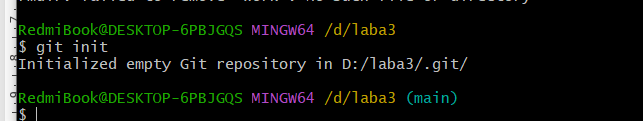 RedmiBook@DESKTOP-6PBJGQS MINGW64 /d/laba3
$ git init
Initialized empty Git repository in D:/laba3/.git/
RedmiBook@DESKTOP-6PBJGQS MINGW64 /d/laba3 (main)
$